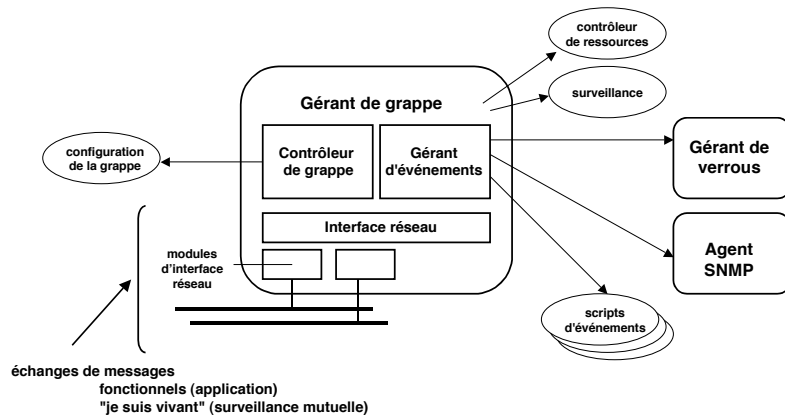 contrôleur
de ressources
surveillance
Gérant de grappe
configuration
de la grappe
Contrôleur
de grappe
Gérant
d'événements
Gérant de
verrous
Interface réseau
modules
d'interface
réseau
Agent
SNMP
scripts
d'événements
échanges de messages
fonctionnels (application)
"je suis vivant" (surveillance mutuelle)